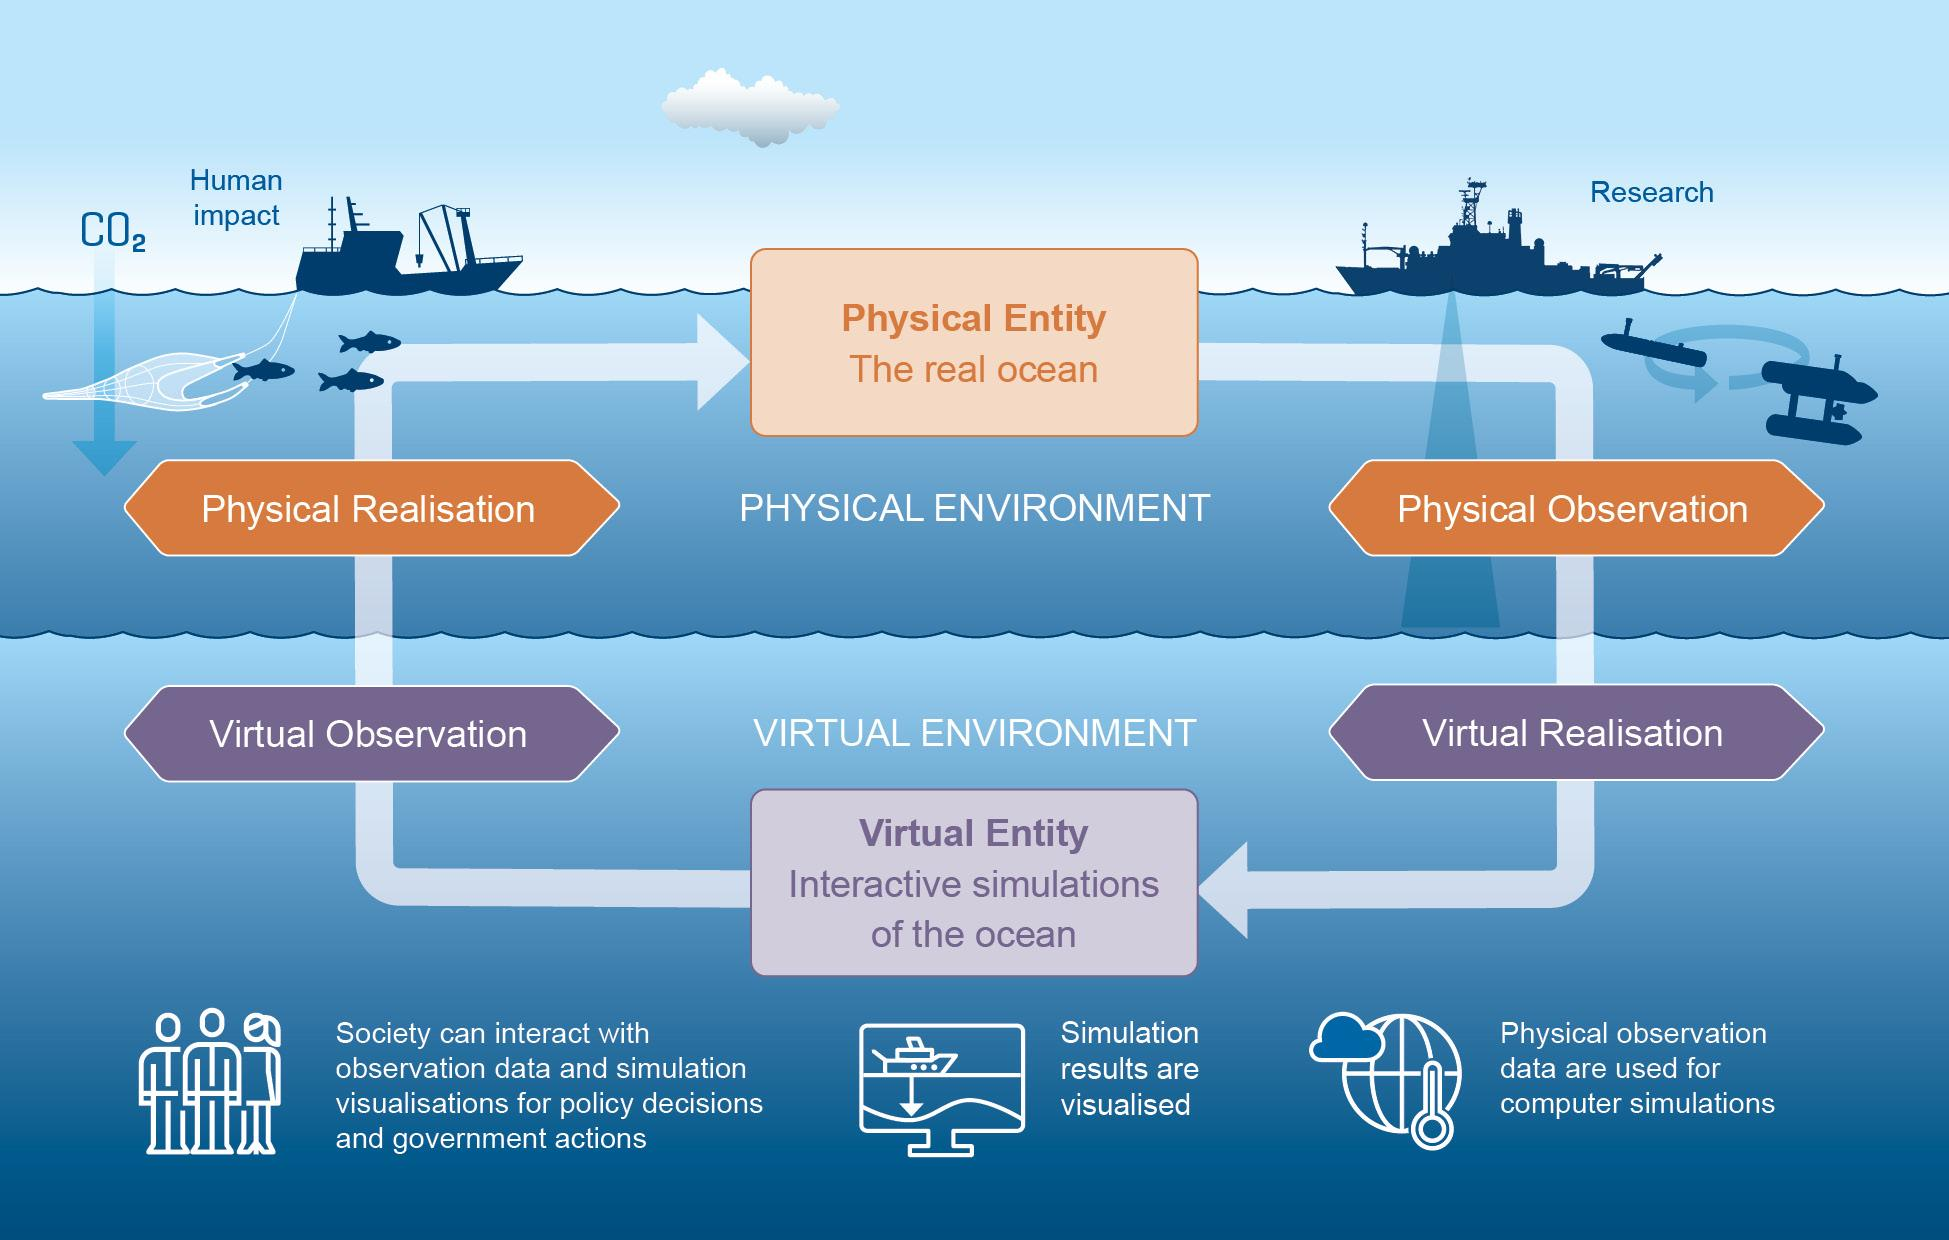 Human
impact
CO₂
Research
Physical Entity
The real ocean
Physical Realisation
PHYSICAL ENVIRONMENT
Physical Observation
Virtual Observation
VIRTUAL ENVIRONMENT
Virtual Realisation
Virtual Entity
Interactive simulations
of the ocean
Society can interact with
observation data and simulation
visualisations for policy decisions
and government actions
Simulation
results are
visualised
Physical observation
data are used for
computer simulations